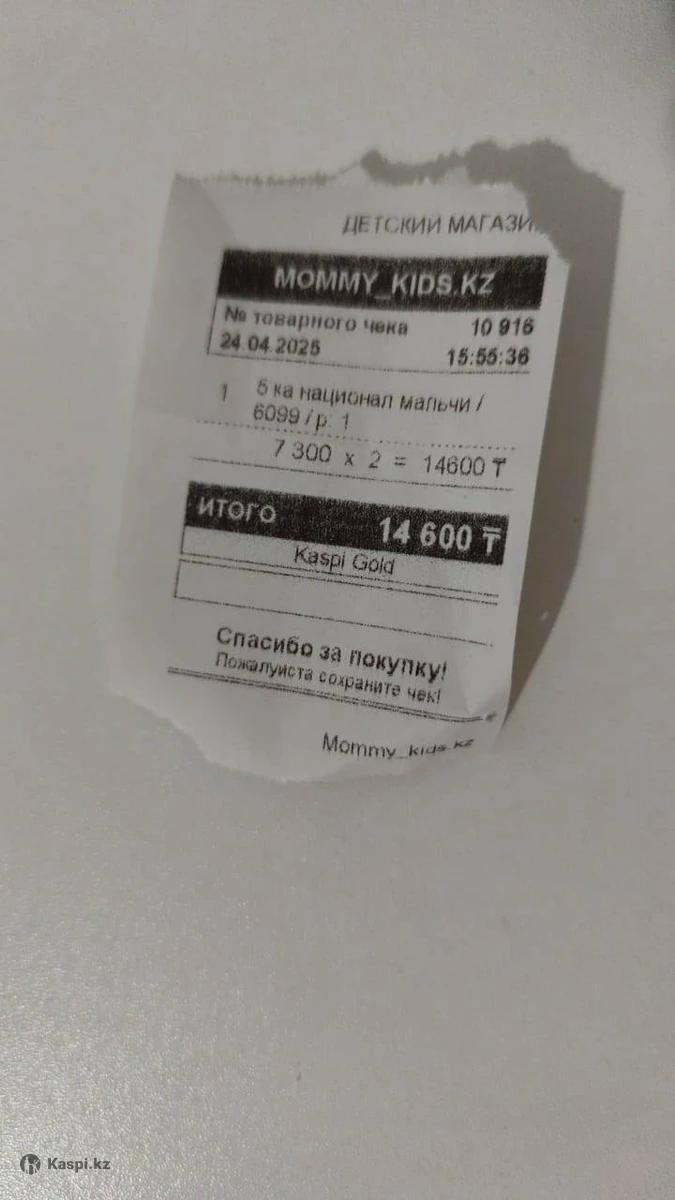 ДЕТСКИЙ МАГАЗИ
MOMMY_KIDS.KZ
№ товарного чека 10 916
24.04.2025 15:55:36
1 5 ка национал мальчи /
6099 / р: 1
7 300 x 2 = 14600 ₸
ИТОГО 14 600 ₸
Kaspi Gold
Спасибо за покупку!
Пожалуйста сохраните чек!
Mommy_kids.kz
Kaspi.kz